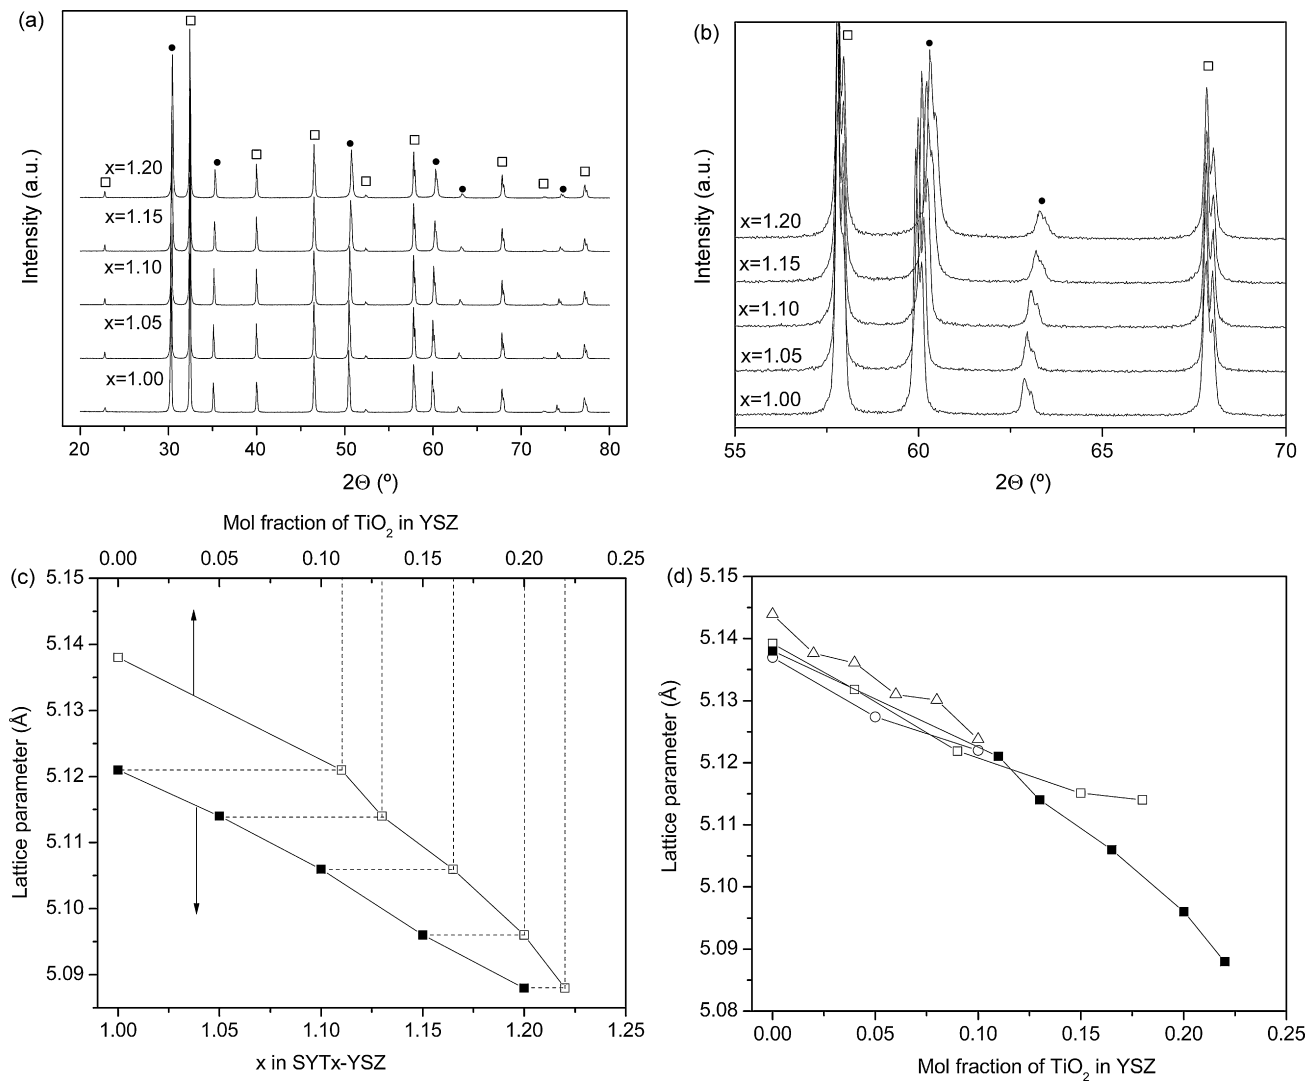 (a)
Intensity (a.u.)
x=1.20
x=1.15
x=1.10
x=1.05
x=1.00
20 30 40 50 60 70 80
2Θ (º)
(b)
Intensity (a.u.)
x=1.20
x=1.15
x=1.10
x=1.05
x=1.00
55 60 65 70
2Θ (º)
(c)
Mol fraction of TiO2 in YSZ
0.00 0.05 0.10 0.15 0.20 0.25
Lattice parameter (Å)
5.15
5.14
5.13
5.12
5.11
5.10
5.09
1.00 1.05 1.10 1.15 1.20 1.25
x in SYTx-YSZ
(d)
Lattice parameter (Å)
5.15
5.14
5.13
5.12
5.11
5.10
5.09
5.08
0.00 0.05 0.10 0.15 0.20 0.25
Mol fraction of TiO2 in YSZ